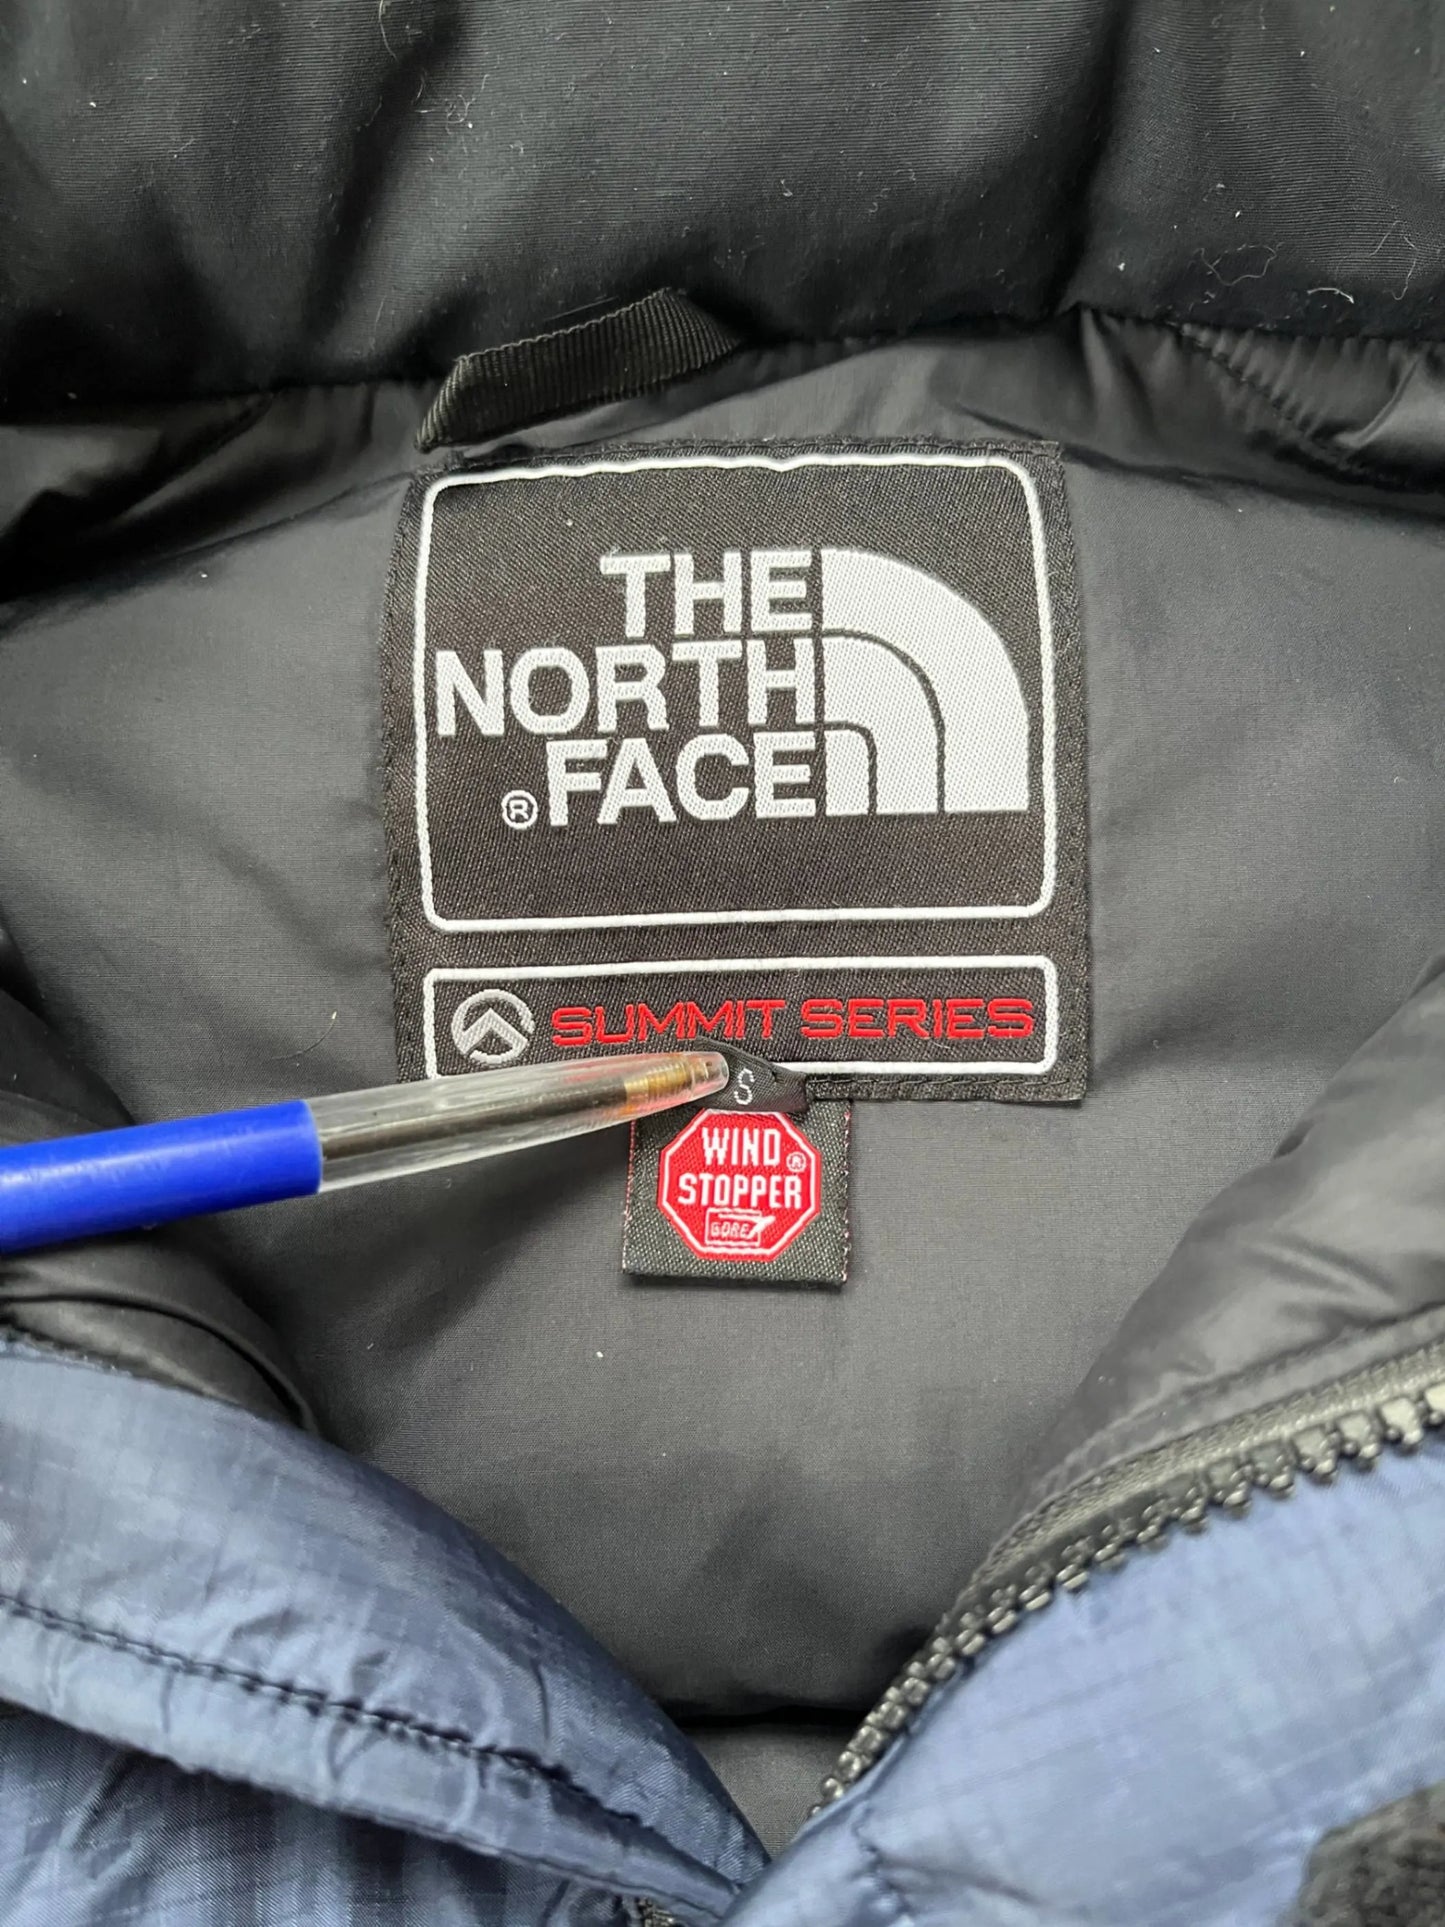 THE
NORTH
® FACE
SUMMIT SERIES
S
WIND
STOPPER®
GORE